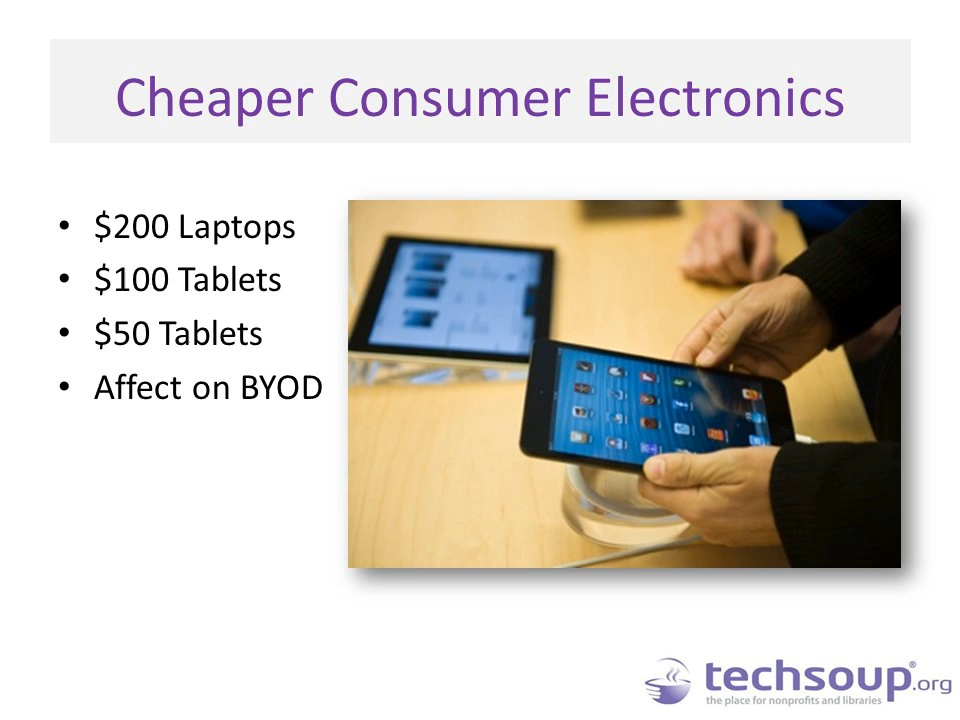 Cheaper Consumer Electronics
• $200 Laptops
• $100 Tablets
• $50 Tablets
• Affect on BYOD
techsoup®.org
the place for nonprofits and libraries